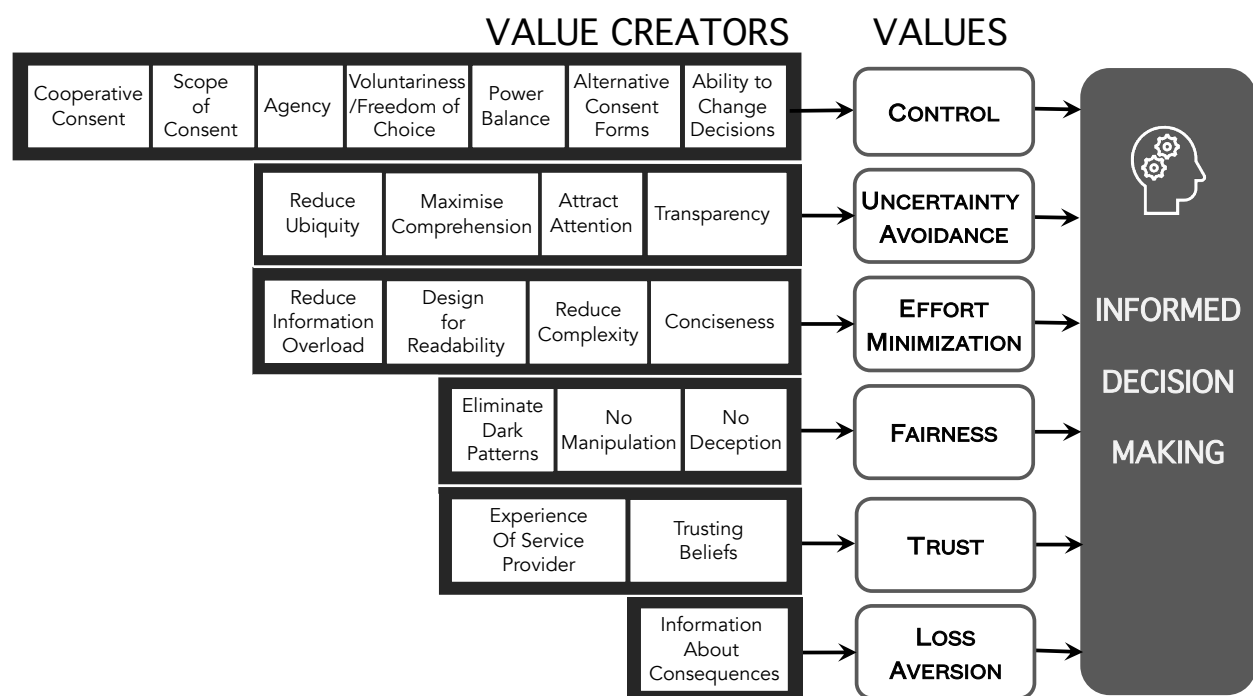 VALUE CREATORS
VALUES
Cooperative
Consent
Scope
of
Consent
Agency
Voluntariness
/Freedom of
Choice
Power
Balance
Alternative
Consent
Forms
Ability to
Change
Decisions
CONTROL
Reduce
Ubiquity
Maximise
Comprehension
Attract
Attention
Transparency
UNCERTAINTY
AVOIDANCE
Reduce
Information
Overload
Design
for
Readability
Reduce
Complexity
Conciseness
EFFORT
MINIMIZATION
Eliminate
Dark
Patterns
No
Manipulation
No
Deception
FAIRNESS
Experience
Of Service
Provider
Trusting
Beliefs
TRUST
Information
About
Consequences
LOSS
AVERSION
INFORMED
DECISION
MAKING